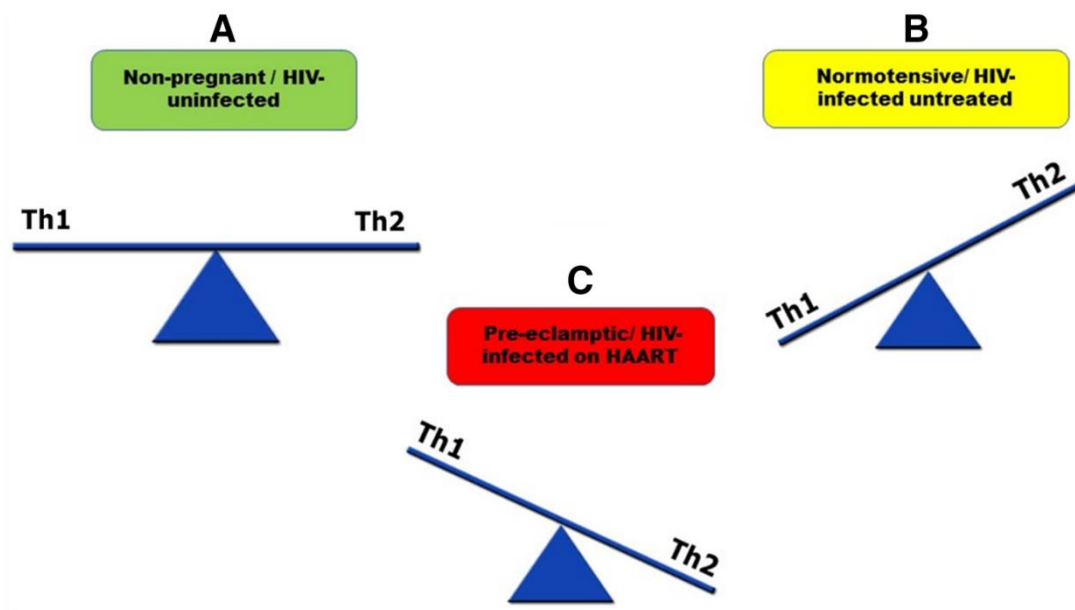 A
Non-pregnant / HIV-
uninfected
Th1
Th2
B
Normotensive/ HIV-
infected untreated
Th1
Th2
C
Pre-eclamptic/ HIV-
infected on HAART
Th1
Th2